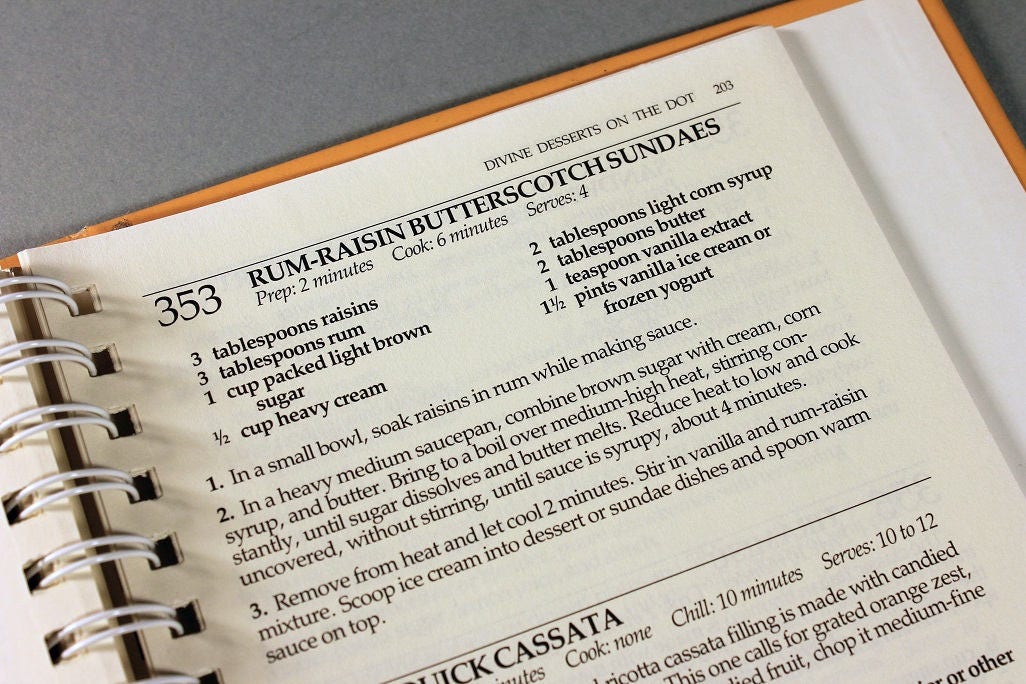 DIVINE DESSERTS ON THE DOT 203
353 RUM-RAISIN BUTTERSCOTCH SUNDAES
Prep: 2 minutes Cook: 6 minutes Serves: 4
3 tablespoons raisins
3 tablespoons rum
1 cup packed light brown
sugar
½ cup heavy cream
2 tablespoons light corn syrup
2 tablespoons butter
1 teaspoon vanilla extract
1½ pints vanilla ice cream or
frozen yogurt
1. In a small bowl, soak raisins in rum while making sauce.
2. In a heavy medium saucepan, combine brown sugar with cream, corn
syrup, and butter. Bring to a boil over medium-high heat, stirring con-
stantly, until sugar dissolves and butter melts. Reduce heat to low and cook
uncovered, without stirring, until sauce is syrupy, about 4 minutes.
3. Remove from heat and let cool 2 minutes. Stir in vanilla and rum-raisin
mixture. Scoop ice cream into dessert or sundae dishes and spoon warm
sauce on top.
CASSATA
minutes Cook: none Chill: 10 minutes Serves: 10 to 12
ricotta cassata filling is made with candied
This one calls for grated orange zest,
fruit, chop it medium-fine
or other